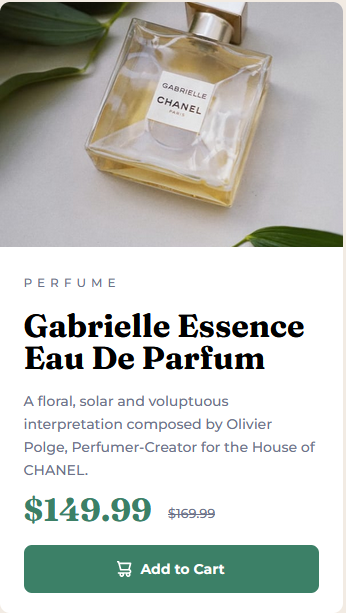 GABRIELLE
CHANEL
PARIS
PERFUME
Gabrielle Essence
Eau De Parfum
A floral, solar and voluptuous
interpretation composed by Olivier
Polge, Perfumer-Creator for the House of
CHANEL.
$149.99 $169.99
Add to Cart